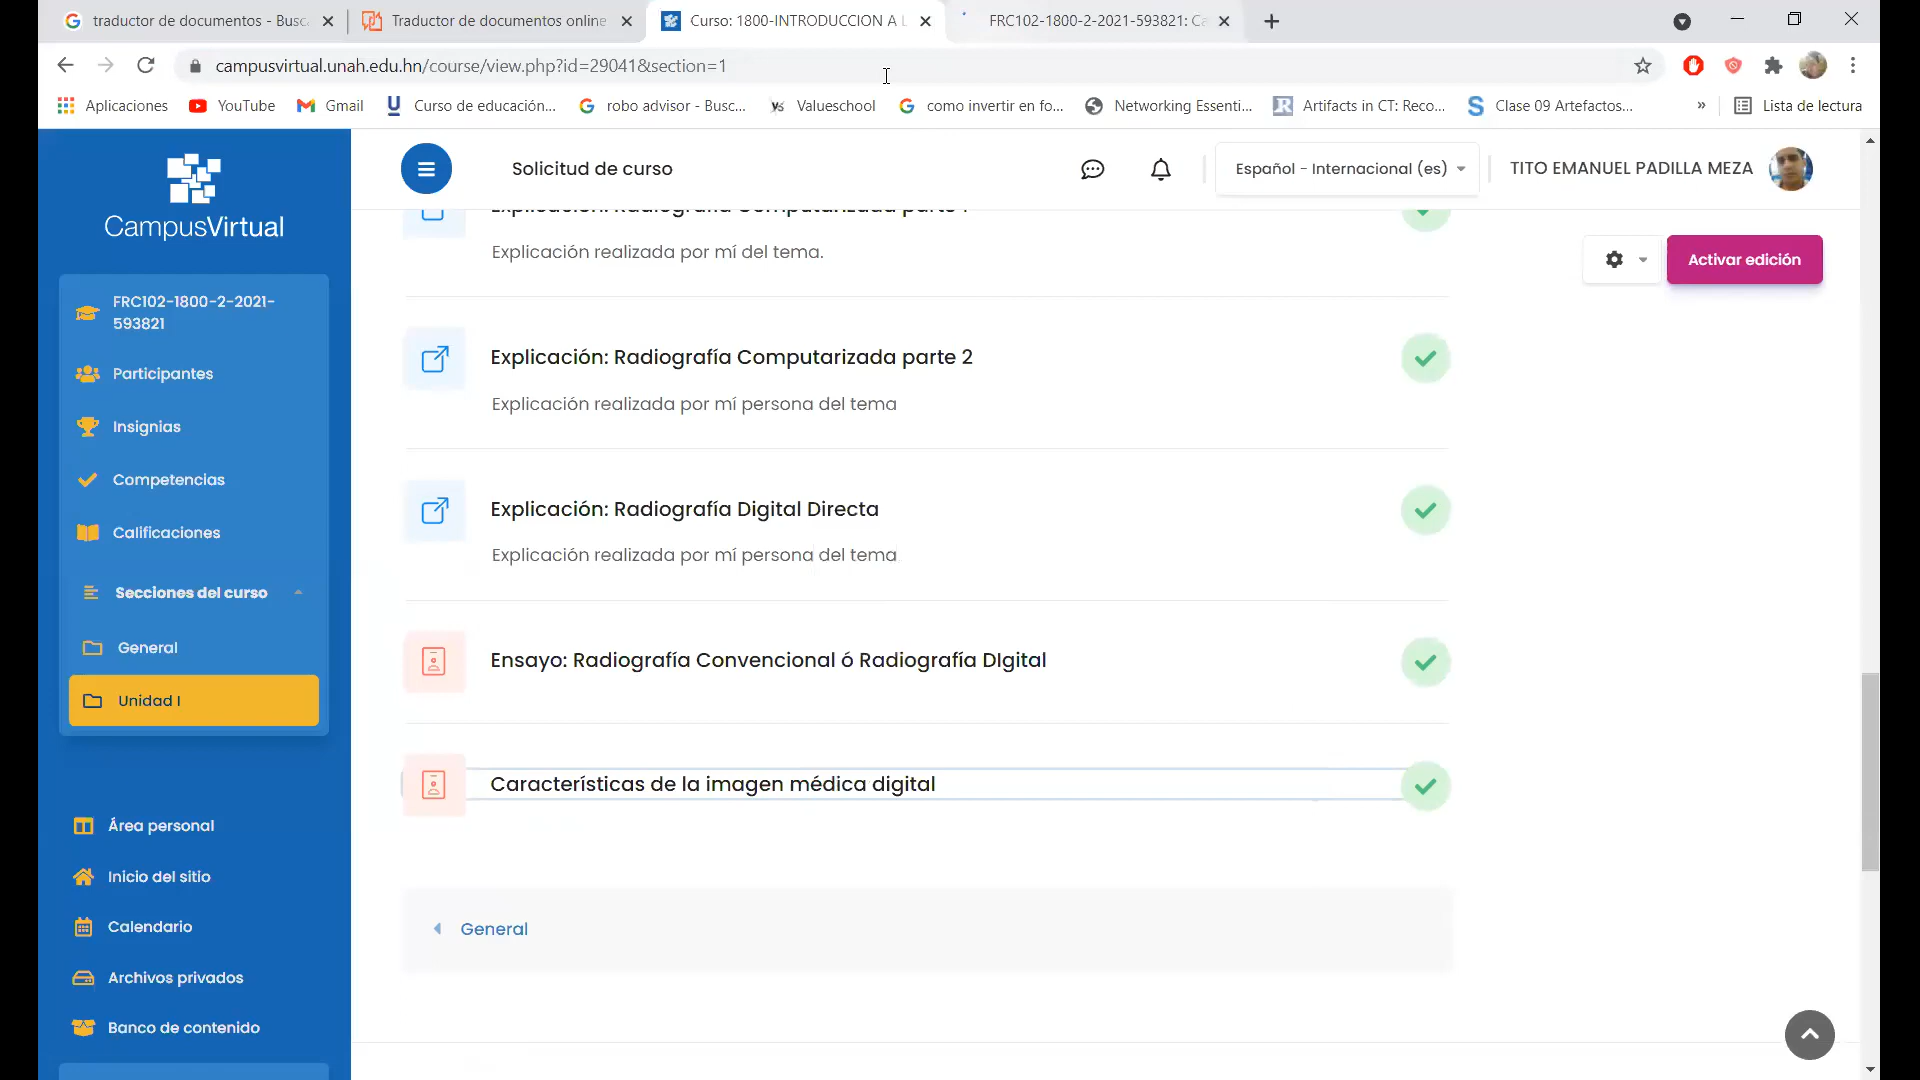 traductor de documentos - Busc
Traductor de documentos online
Curso: 1800-INTRODUCCION A L
FRC102-1800-2-2021-593821: Ca
campusvirtual.unah.edu.hn/course/view.php?id=29041&section=1
Aplicaciones
YouTube
Gmail
Curso de educación...
robo advisor - Busc...
Valueschool
como invertir en fo...
Networking Essenti...
Artifacts in CT: Reco...
Clase 09 Artefactos...
»
Lista de lectura
CampusVirtual
Solicitud de curso
Español - Internacional (es)
TITO EMANUEL PADILLA MEZA
Activar edición
FRC102-1800-2-2021-
593821
Participantes
Insignias
Competencias
Calificaciones
Secciones del curso
General
Unidad I
Área personal
Inicio del sitio
Calendario
Archivos privados
Banco de contenido
Explicación: Radiografía Computarizada parte 1
Explicación realizada por mí del tema.
Explicación: Radiografía Computarizada parte 2
Explicación realizada por mí persona del tema
Explicación: Radiografía Digital Directa
Explicación realizada por mí persona del tema
Ensayo: Radiografía Convencional ó Radiografía DIgital
Características de la imagen médica digital
General